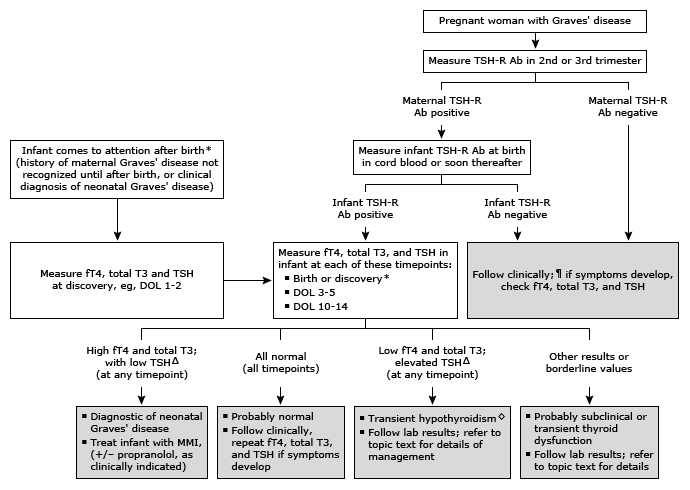 Pregnant woman with Graves' disease
Measure TSH-R Ab in 2nd or 3rd trimester
Maternal TSH-R
Ab positive
Maternal TSH-R
Ab negative
Infant comes to attention after birth*
(history of maternal Graves' disease not
recognized until after birth, or clinical
diagnosis of neonatal Graves' disease)
Measure infant TSH-R Ab at birth
in cord blood or soon thereafter
Infant TSH-R
Ab positive
Infant TSH-R
Ab negative
Measure fT4, total T3 and TSH
at discovery, eg, DOL 1-2
Measure fT4, total T3, and TSH in
infant at each of these timepoints:
▪ Birth or discovery*
▪ DOL 3-5
▪ DOL 10-14
Follow clinically;¶ if symptoms develop,
check fT4, total T3, and TSH
High fT4 and total T3;
with low TSHΔ
(at any timepoint)
All normal
(all timepoints)
Low fT4 and total T3;
elevated TSHΔ
(at any timepoint)
Other results or
borderline values
▪ Diagnostic of neonatal
Graves' disease
▪ Treat infant with MMI,
(+/– propranolol, as
clinically indicated)
▪ Probably normal
▪ Follow clinically,
repeat fT4, total T3,
and TSH if symptoms
develop
▪ Transient hypothyroidism◇
▪ Follow lab results; refer to
topic text for details of
management
▪ Probably subclinical or
transient thyroid
dysfunction
▪ Follow lab results; refer
to topic text for details